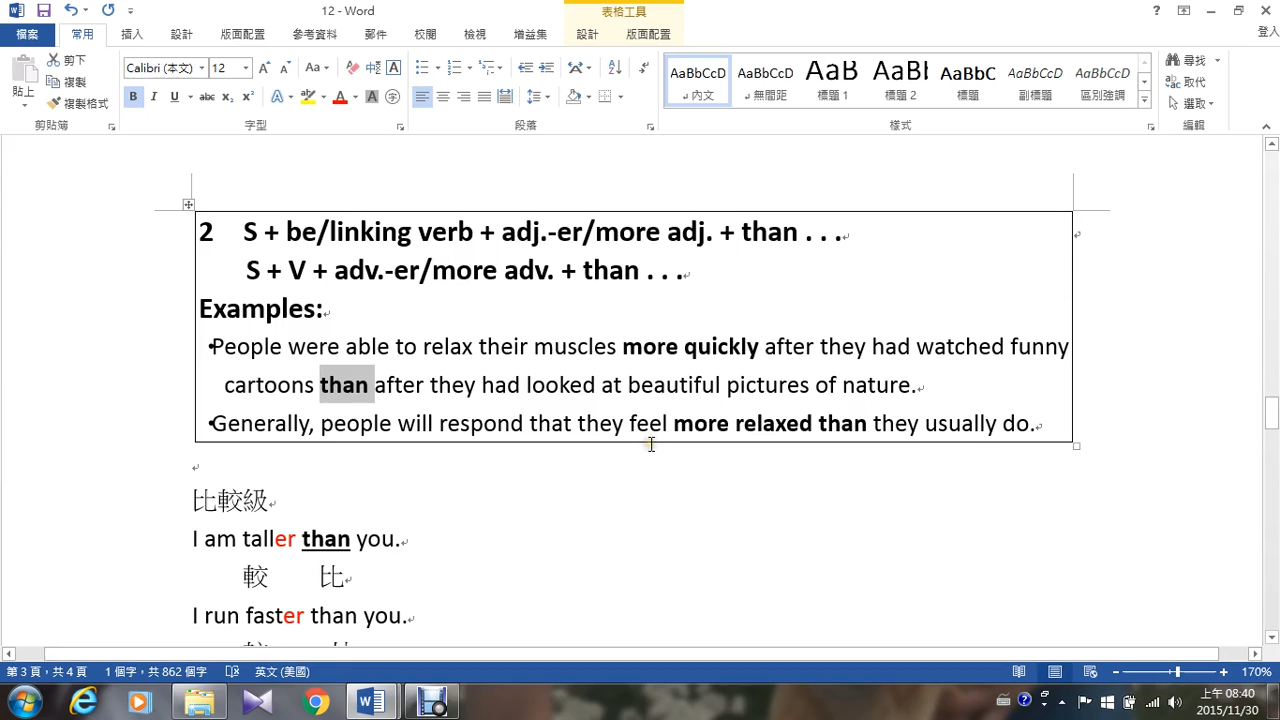 12 - Word
表格工具
檔案 常用 插入 設計 版面配置 參考資料 郵件 校閱 檢視 增益集 設計 版面配置 登入
貼上 剪下 複製 複製格式
Calibri (本文) 12
AaBbCcD AaBbCcD AaB AaBb AaBbC AaBbCcD AaBbCcD
內文 無間距 標題 1 標題 2 標題 副標題 區別強調
尋找 取代 選取
剪貼簿 字型 段落 樣式 編輯
2 S + be/linking verb + adj.-er/more adj. + than . . .
S + V + adv.-er/more adv. + than . . .
Examples:
•People were able to relax their muscles more quickly after they had watched funny
cartoons than after they had looked at beautiful pictures of nature.
•Generally, people will respond that they feel more relaxed than they usually do.
比較級
I am taller than you.
較 比
I run faster than you.
第 3 頁，共 4 頁 1 個字，共 862 個字 英文 (美國) 170%
上午 08:40
2015/11/30